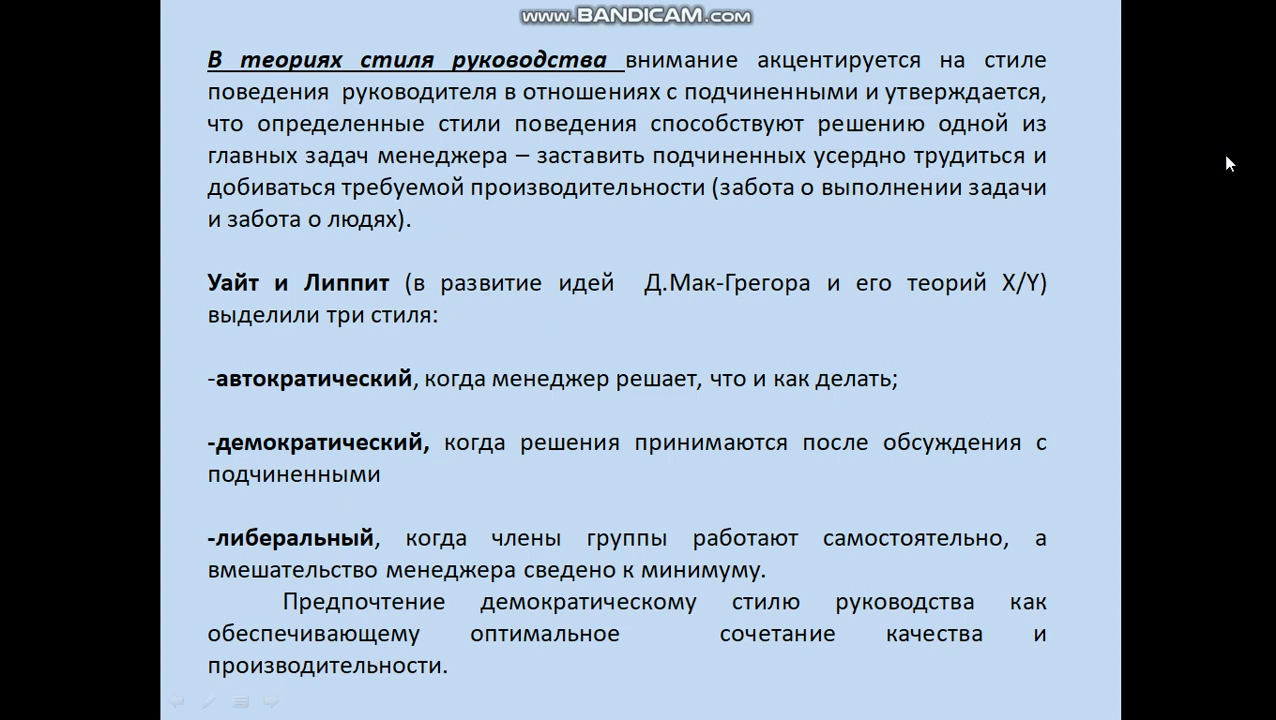 www.BANDICAM.com
В теориях стиля руководства внимание акцентируется на стиле
поведения руководителя в отношениях с подчиненными и утверждается,
что определенные стили поведения способствуют решению одной из
главных задач менеджера – заставить подчиненных усердно трудиться и
добиваться требуемой производительности (забота о выполнении задачи
и забота о людях).
Уайт и Липпит (в развитие идей Д.Мак-Грегора и его теорий X/Y)
выделили три стиля:
-автократический, когда менеджер решает, что и как делать;
-демократический, когда решения принимаются после обсуждения с
подчиненными
-либеральный, когда члены группы работают самостоятельно, а
вмешательство менеджера сведено к минимуму.
Предпочтение демократическому стилю руководства как
обеспечивающему оптимальное сочетание качества и
производительности.